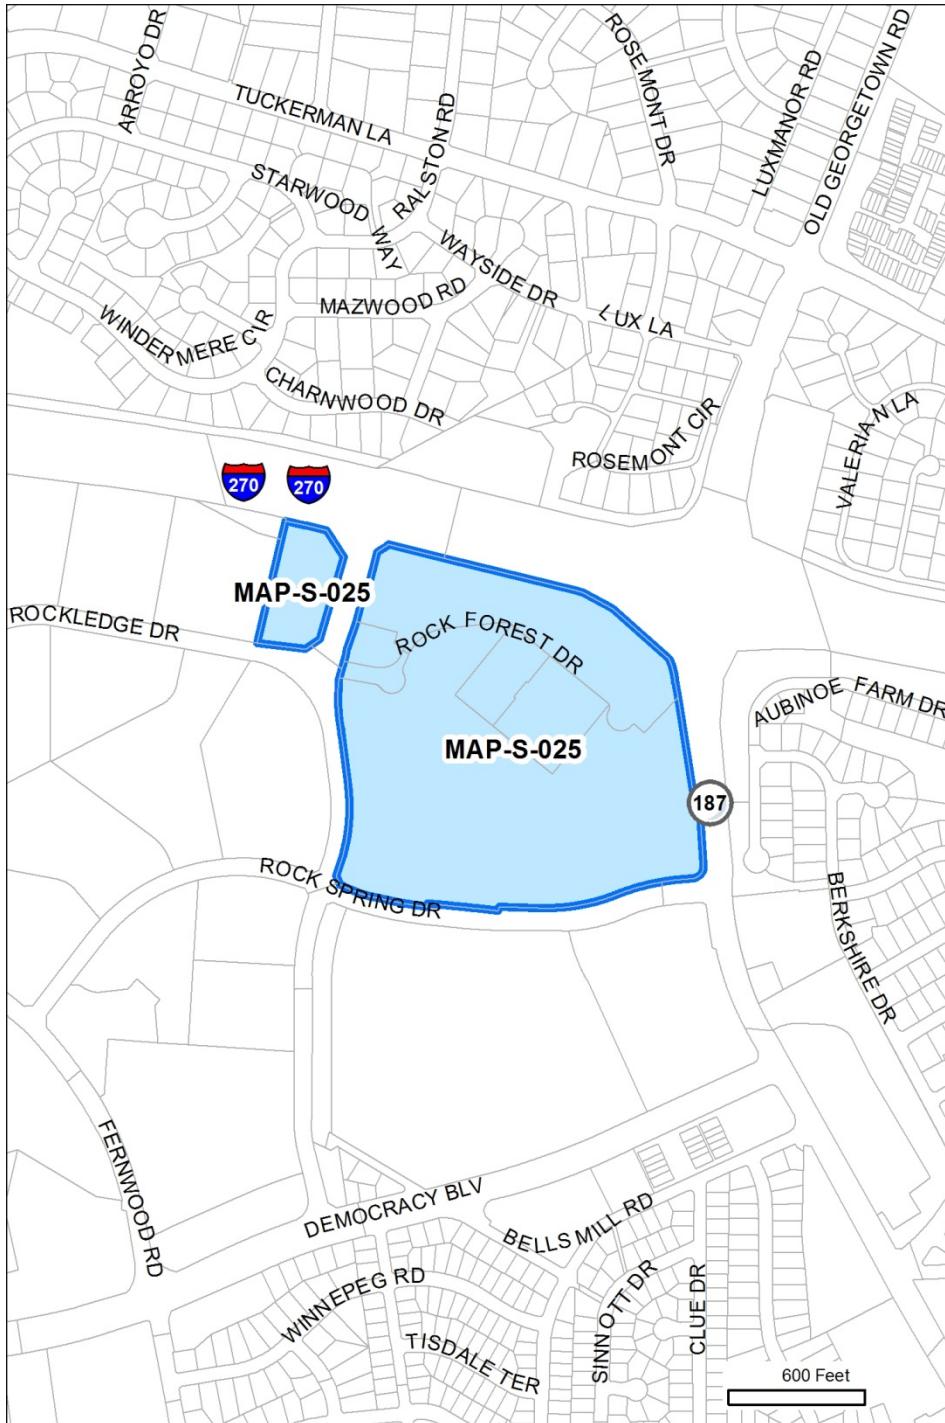 ARROYO DR
ROSEMONT DR
OLD GEORGETOWN RD
LUXMANOR RD
TUCKERMAN LA
RALSTON RD
STARWOOD WAY
WAYSIDE DR
MAZWOOD RD
LUX LA
WINDERMERE CIR
CHARNWOOD DR
VALERIAN LA
ROSEMONT CIR
270
270
MAP-S-025
ROCKLEDGE DR
ROCK FOREST DR
AUBINOE FARM DR
MAP-S-025
187
ROCK SPRING DR
BERKSHIRE DR
FERNWOOD RD
DEMOCRACY BLV
BELLS MILL RD
WINNEPEG RD
SINNOTT DR
CLUE DR
TISDALE TER
600 Feet